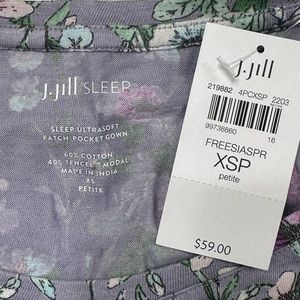 J.Jill SLEEP
SLEEP ULTRASOFT
PATCH-POCKET GOWN
60% COTTON
40% TENCEL™ MODAL
MADE IN INDIA
XS
PETITE
J.Jill
219882 4PCXSP 2203
99738860 16
FREESIASPR
XSP
petite
$59.00